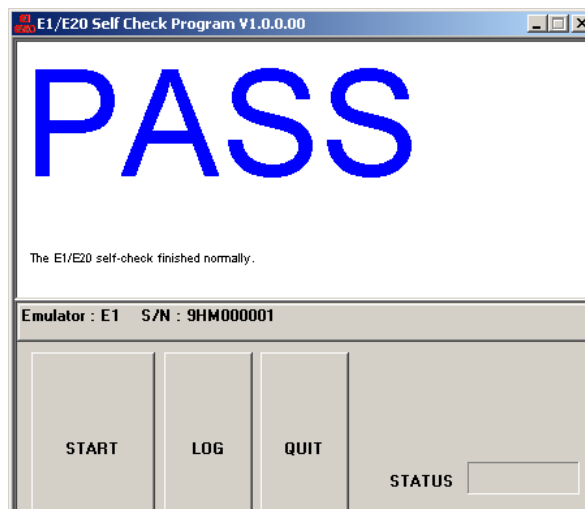 E1/E20 Self Check Program V1.0.0.00
PASS
The E1/E20 self-check finished normally.
Emulator : E1 S/N : 9HM000001
START LOG QUIT
STATUS